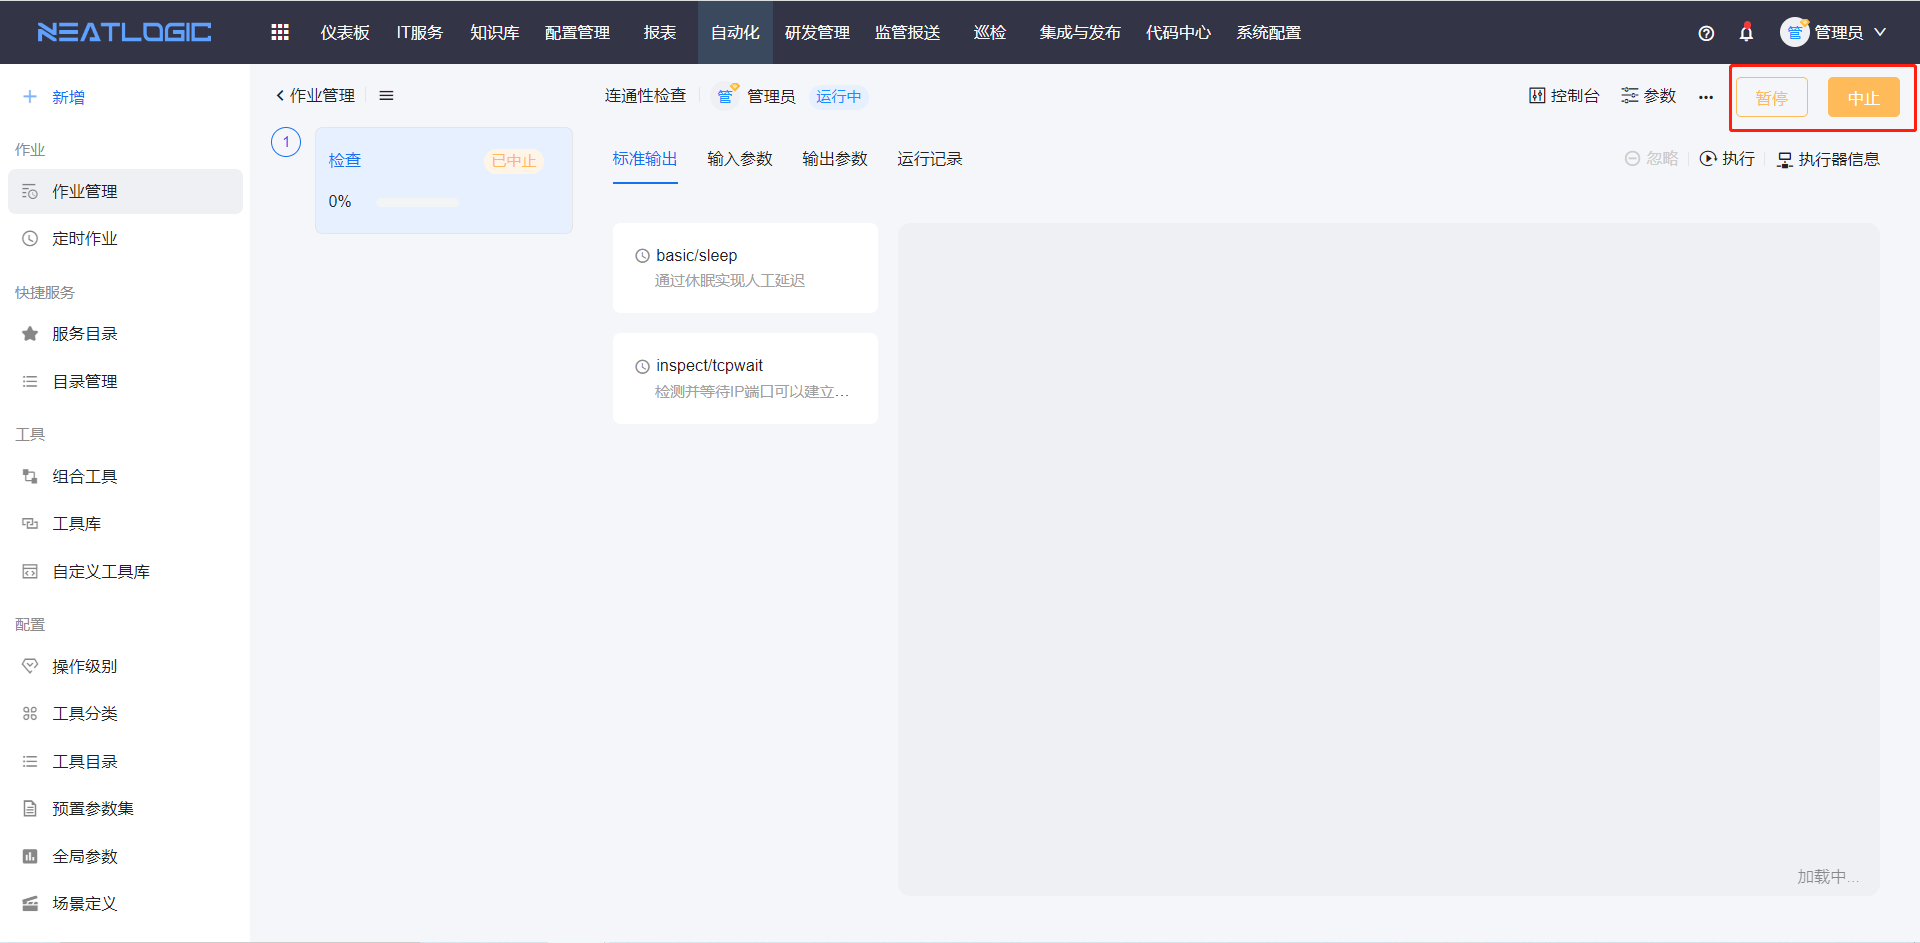 NEATLOGIC
仪表板 IT服务 知识库 配置管理 报表 自动化 研发管理 监管报送 巡检 集成与发布 代码中心 系统配置
管 管理员
新增
作业
作业管理
定时作业
快捷服务
服务目录
目录管理
工具
组合工具
工具库
自定义工具库
配置
操作级别
工具分类
工具目录
预置参数集
全局参数
场景定义
作业管理
连通性检查 管 管理员 运行中
控制台 参数 ... 暂停 中止
1
检查 已中止
0%
标准输出 输入参数 输出参数 运行记录
忽略 执行 执行器信息
basic/sleep
通过休眠实现人工延迟
inspect/tcpwait
检测并等待IP端口可以建立...
加载中...